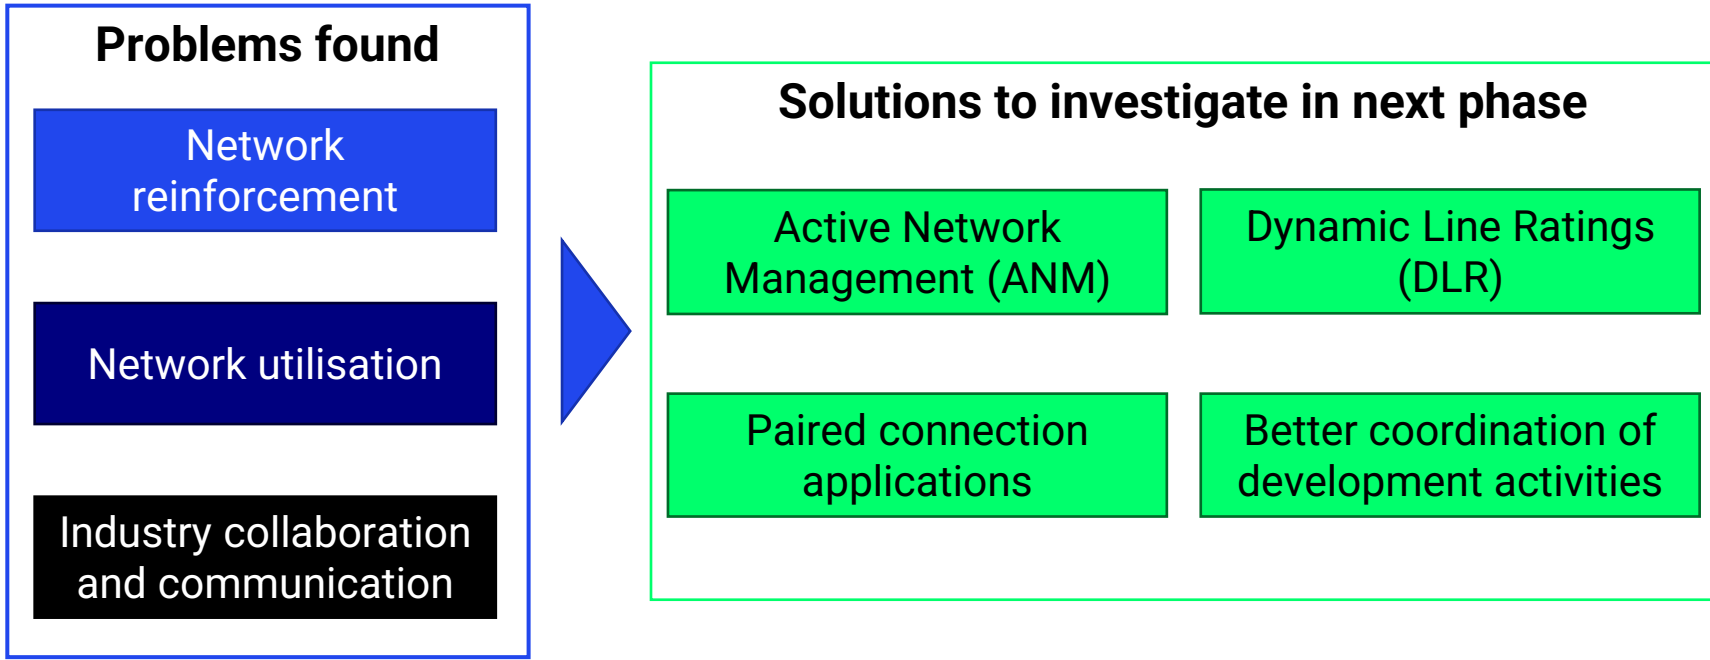 Problems found
Network
reinforcement
Network utilisation
Industry collaboration
and communication
Solutions to investigate in next phase
Active Network
Management (ANM)
Dynamic Line Ratings
(DLR)
Paired connection
applications
Better coordination of
development activities